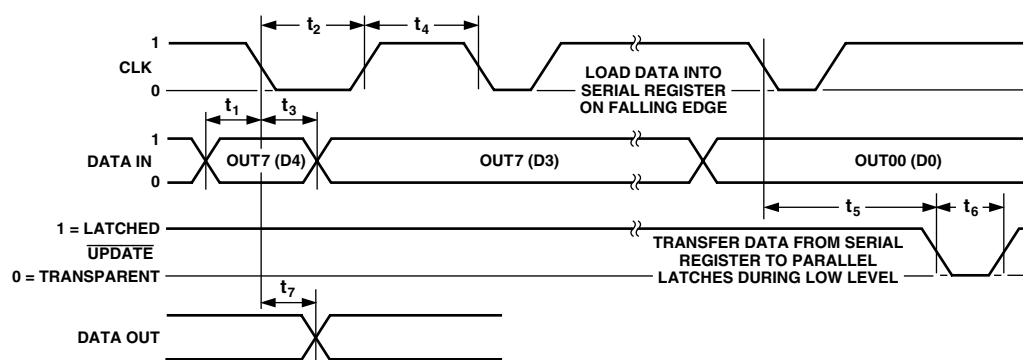 t2
t4
1
CLK
0
LOAD DATA INTO
SERIAL REGISTER
ON FALLING EDGE
t1
t3
1
DATA IN
0
OUT7 (D4)
OUT7 (D3)
OUT00 (D0)
t5
t6
1 = LATCHED
UPDATE
0 = TRANSPARENT
TRANSFER DATA FROM SERIAL
REGISTER TO PARALLEL
LATCHES DURING LOW LEVEL
t7
DATA OUT